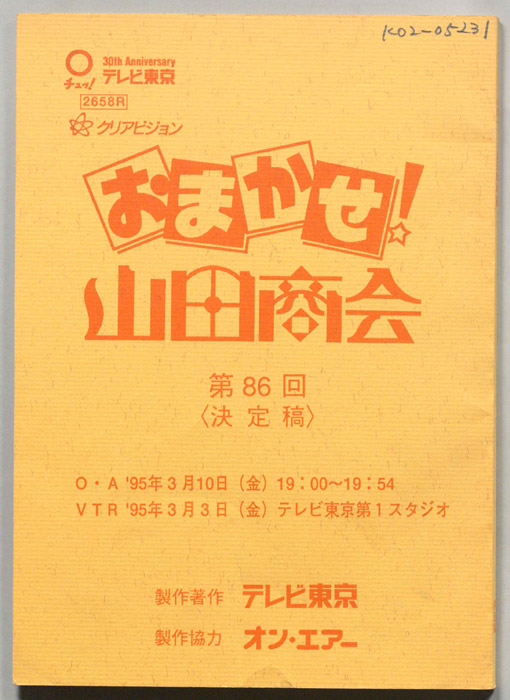 K02-05231
30th Anniversary
チュッ! テレビ東京
2658R
クリアビジョン
おまかせ!
山田商会
第86回
〈決定稿〉
O・A '95年3月10日(金)19:00〜19:54
VTR '95年3月3日(金)テレビ東京第1スタジオ
製作著作 テレビ東京
製作協力 オン・エアー